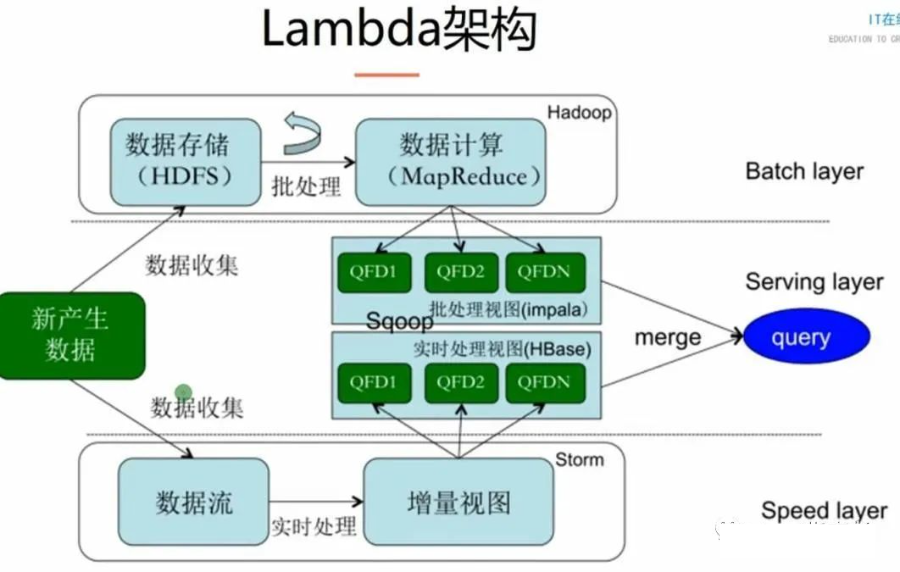 Lambda架构
IT在
EDUCATION TO
Hadoop
数据存储
（HDFS）
批处理
数据计算
（MapReduce）
Batch layer
数据收集
QFD1
QFD2
QFDN
批处理视图(impala）
Serving layer
新产生
数据
Sqoop
实时处理视图(HBase)
merge
query
QFD1
QFD2
QFDN
数据收集
Storm
数据流
实时处理
增量视图
Speed layer